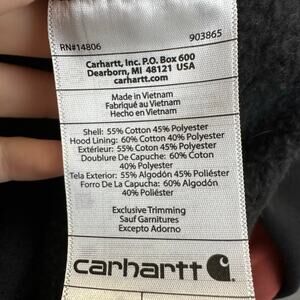 RN#14806 903865
Carhartt, Inc. P.O. Box 600
Dearborn, MI 48121 USA
carhartt.com
Made in Vietnam
Fabriqué au Vietnam
Hecho en Vietnam
Shell: 55% Cotton 45% Polyester
Hood Lining: 60% Cotton 40% Polyester
Extérieur: 55% Coton 45% Polyester
Doublure De Capuche: 60% Coton
40% Polyester
Tela Exterior: 55% Algodón 45% Poliéster
Forro De La Capucha: 60% Algodón
40% Poliéster
Exclusive Trimming
Sauf Garnitures
Excepto Adorno
carhartt